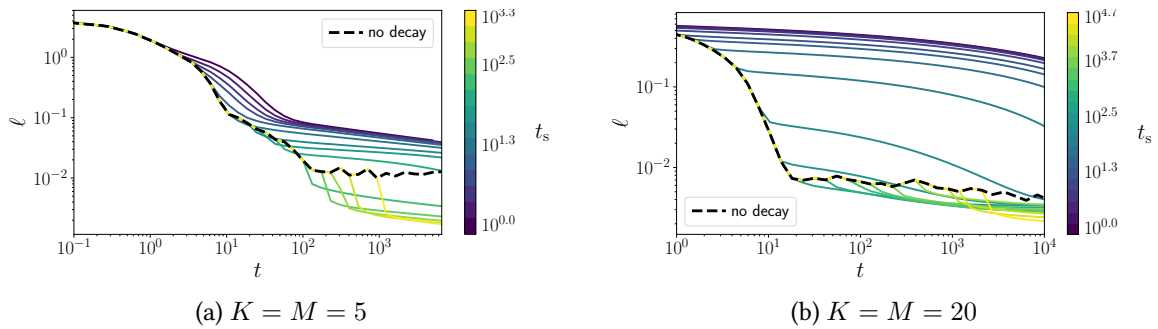 10^0
10^{-1}
10^{-2}
ℓ
no decay
10^{-1}
10^0
10^1
10^2
10^3
t
10^{3.3}
10^{2.5}
10^{1.3}
10^{0.0}
t_s
(a) K = M = 5
10^{-1}
10^{-2}
ℓ
no decay
10^0
10^1
10^2
10^3
10^4
t
10^{4.7}
10^{3.7}
10^{2.5}
10^{1.3}
10^{0.0}
t_s
(b) K = M = 20